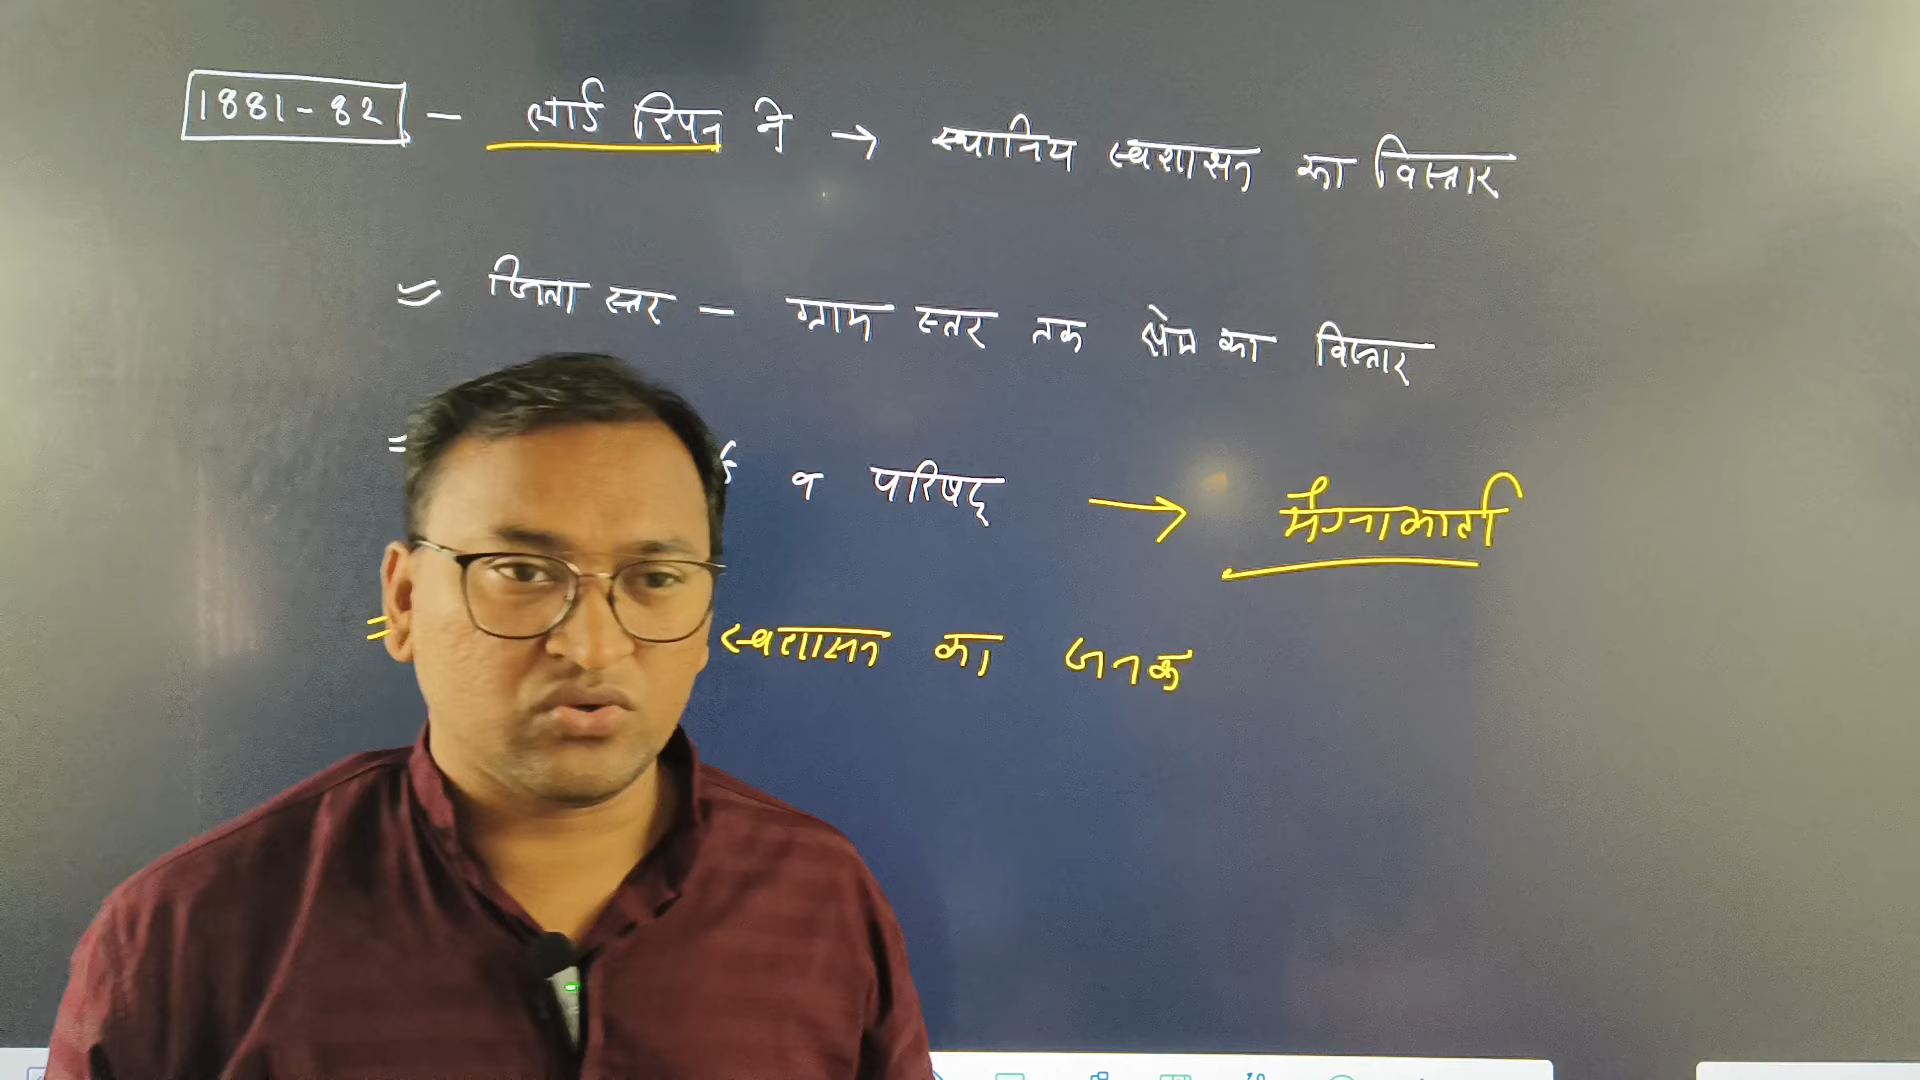 1881-82 - लार्ड रिपन ने → स्थानिय स्वशासन का विस्तार
= जिला स्तर - ग्राम स्तर तक क्षेत्र का विस्तार
= व परिषद् → मैग्नाकार्टा
= स्वशासन का जनक